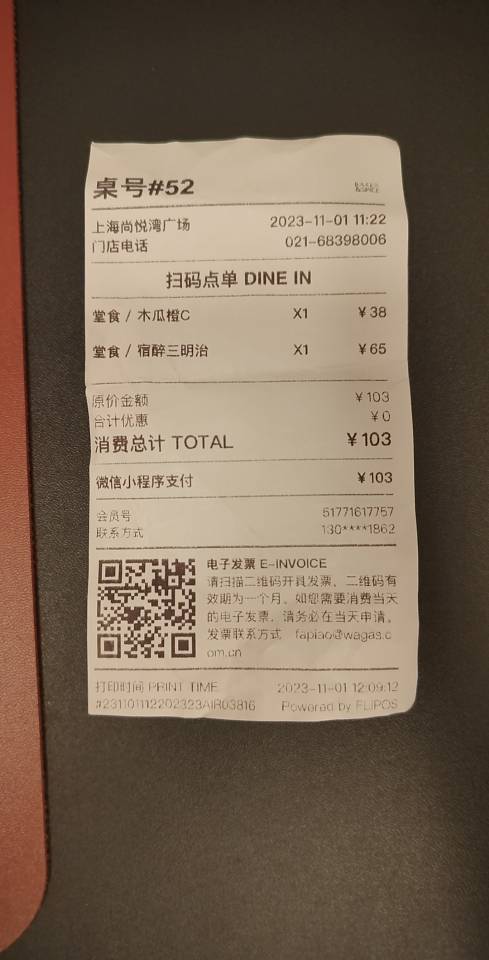 桌号#52
BAKER
&SPICE
上海尚悦湾广场 2023-11-01 11:22
门店电话 021-68398006
扫码点单 DINE IN
堂食 / 木瓜橙C X1 ¥38
堂食 / 宿醉三明治 X1 ¥65
原价金额 ¥103
合计优惠 ¥0
消费总计 TOTAL ¥103
微信小程序支付 ¥103
会员号 51771617757
联系方式 130****1862
电子发票 E-INVOICE
请扫描二维码开具发票，二维码有
效期为一个月。如您需要消费当天
的电子发票，请务必在当天申请。
发票联系方式 fapiao@wagas.c
om.cn
打印时间 PRINT TIME 2023-11-01 12:09:12
#231101112202323AIR03816 Powered by FLIPOS